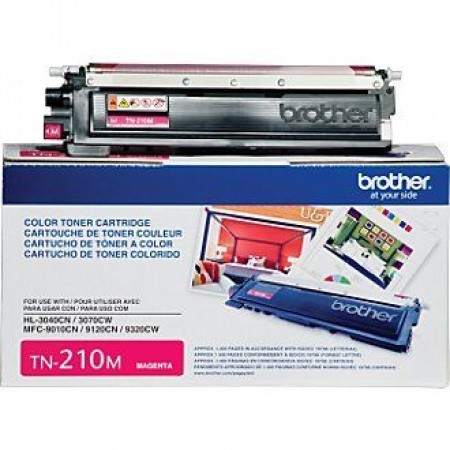 brother
M
TN-210M
brother
at your side
COLOR TONER CARTRIDGE
CARTOUCHE DE TONER COULEUR
CARTUCHO DE TONER A COLOR
CARTUCHO DE TONER COLORIDO
FOR USE WITH / POUR UTILISER AVEC
PARA USAR CON / PARA USO COM
HL-3040CN / 3070CW
MFC-9010CN / 9120CN / 9320CW
TN-210M
MAGENTA